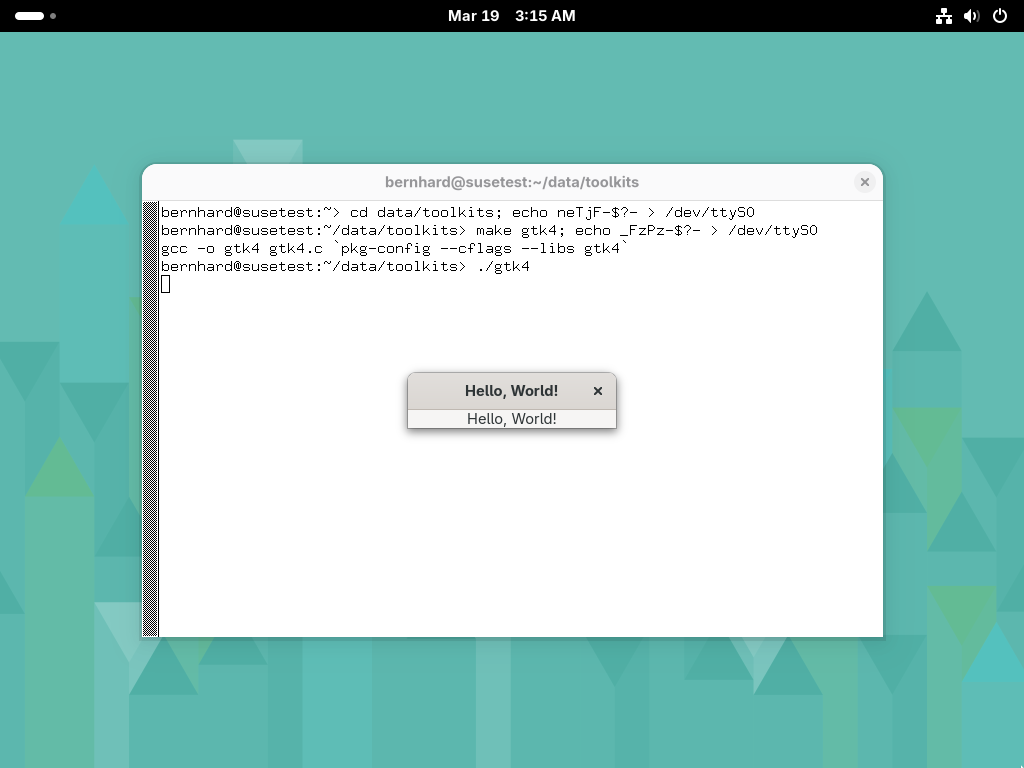 Mar 19 3:15 AM
bernhard@susetest:~/data/toolkits
bernhard@susetest:~> cd data/toolkits; echo neTjF-$?- > /dev/ttyS0
bernhard@susetest:~/data/toolkits> make gtk4; echo _FzPz-$?- > /dev/ttyS0
gcc -o gtk4 gtk4.c `pkg-config --cflags --libs gtk4`
bernhard@susetest:~/data/toolkits> ./gtk4
Hello, World!
Hello, World!